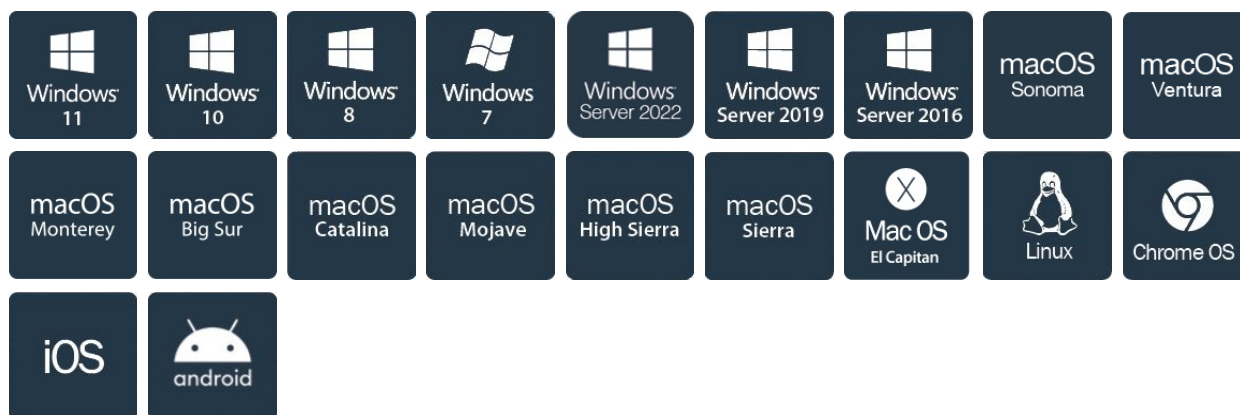 Windows
11
Windows
10
Windows
8
Windows
7
Windows
Server 2022
Windows
Server 2019
Windows
Server 2016
macOS
Sonoma
macOS
Ventura
macOS
Monterey
macOS
Big Sur
macOS
Catalina
macOS
Mojave
macOS
High Sierra
macOS
Sierra
X
Mac OS
El Capitan
Linux
Chrome OS
iOS
android